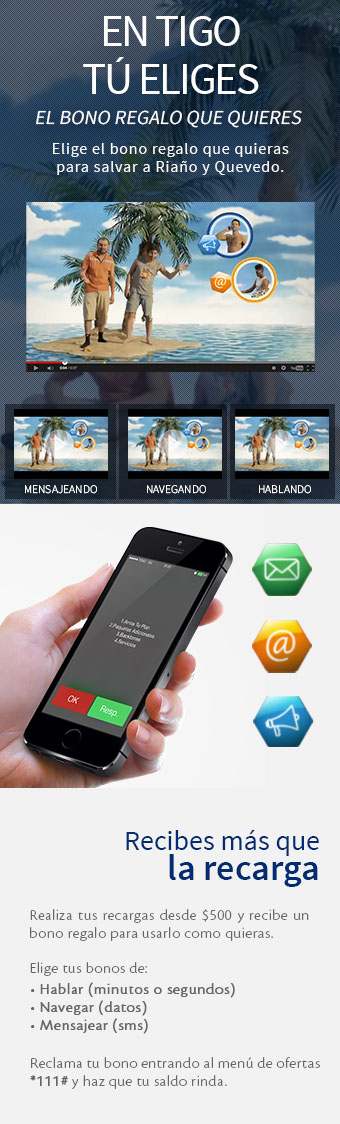 EN TIGO
TÚ ELIGES
EL BONO REGALO QUE QUIERES
Elige el bono regalo que quieras
para salvar a Riaño y Quevedo.
MENSAJEANDO
NAVEGANDO
HABLANDO
1.Arma Tu Plan
2.Paquetes Adicionales
3.Backtones
4.Servicios
OK
Resp.
Recibes más que
la recarga
Realiza tus recargas desde $500 y recibe un
bono regalo para usarlo como quieras.
Elige tus bonos de:
• Hablar (minutos o segundos)
• Navegar (datos)
• Mensajear (sms)
Reclama tu bono entrando al menú de ofertas
*111# y haz que tu saldo rinda.